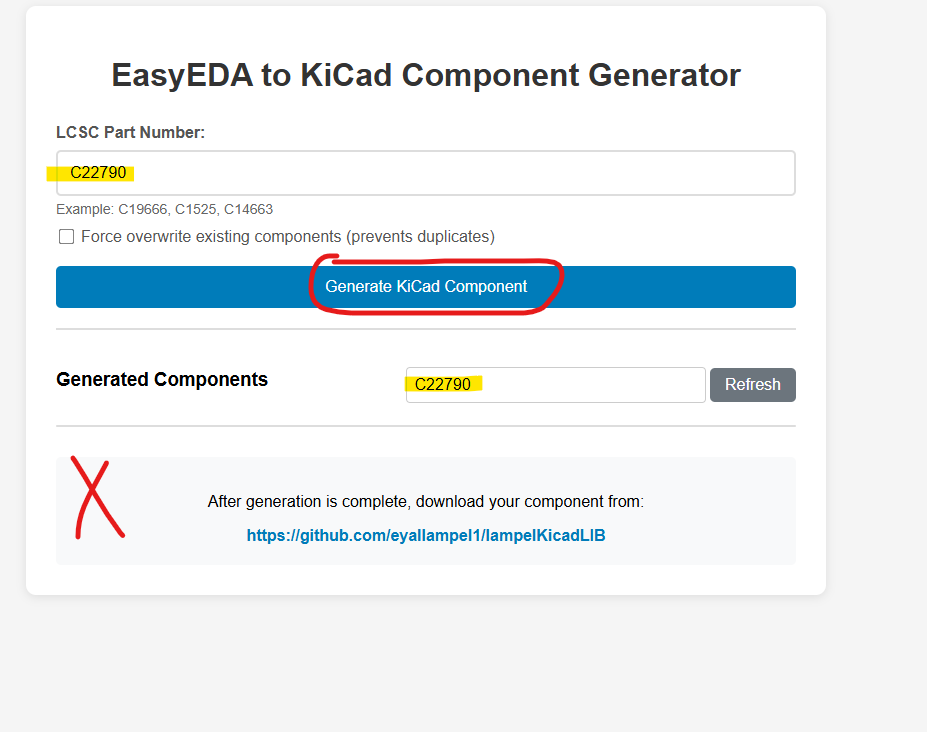 EasyEDA to KiCad Component Generator
LCSC Part Number:
C22790
Example: C19666, C1525, C14663
Force overwrite existing components (prevents duplicates)
Generate KiCad Component
Generated Components
C22790
Refresh
After generation is complete, download your component from:
https://github.com/eyallampel1/lampelKicadLIB